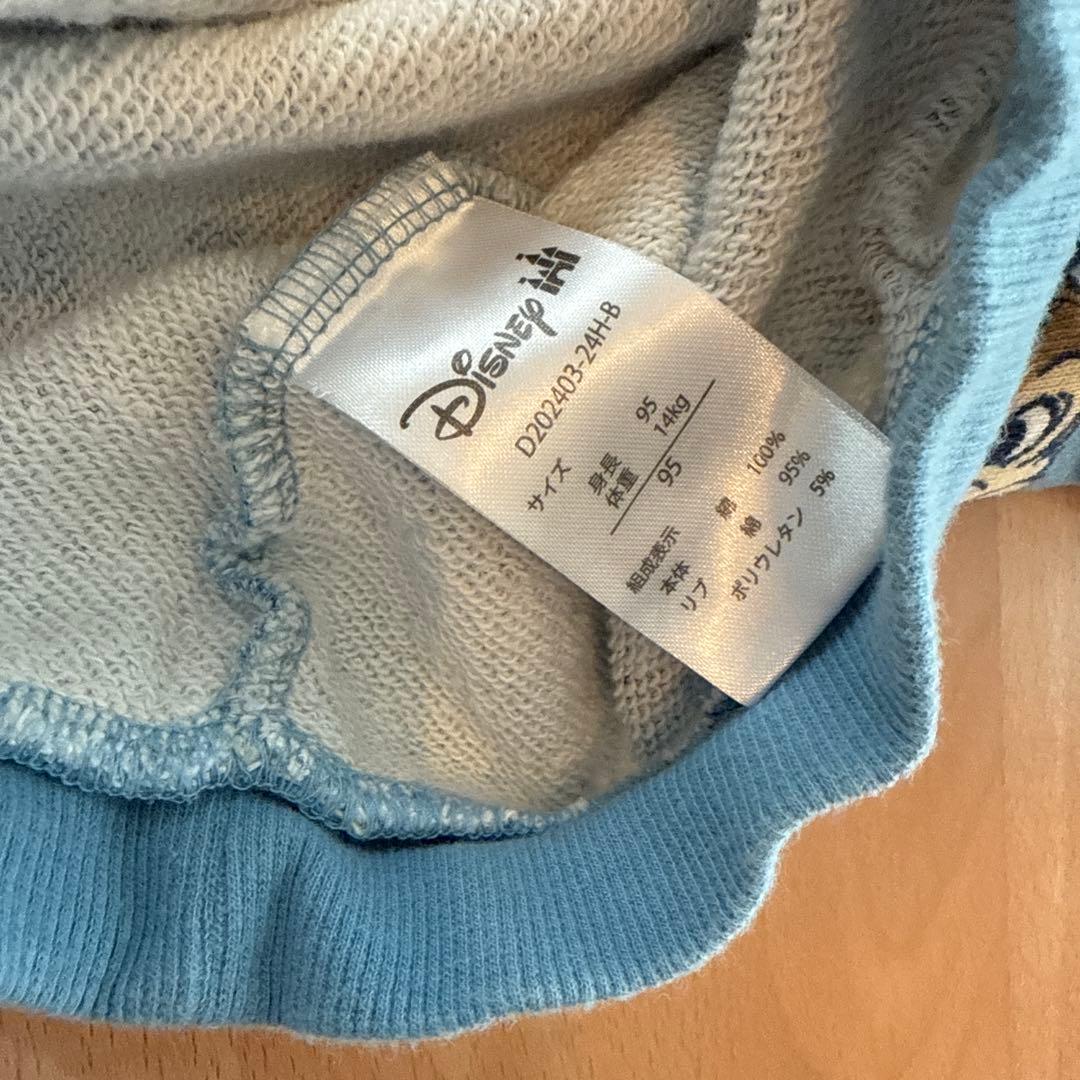 Disney
D202403-24H-B
サイズ
身長 95
体重 14kg
95
組成表示
本体 綿 100%
リブ 綿 95%
ポリウレタン 5%